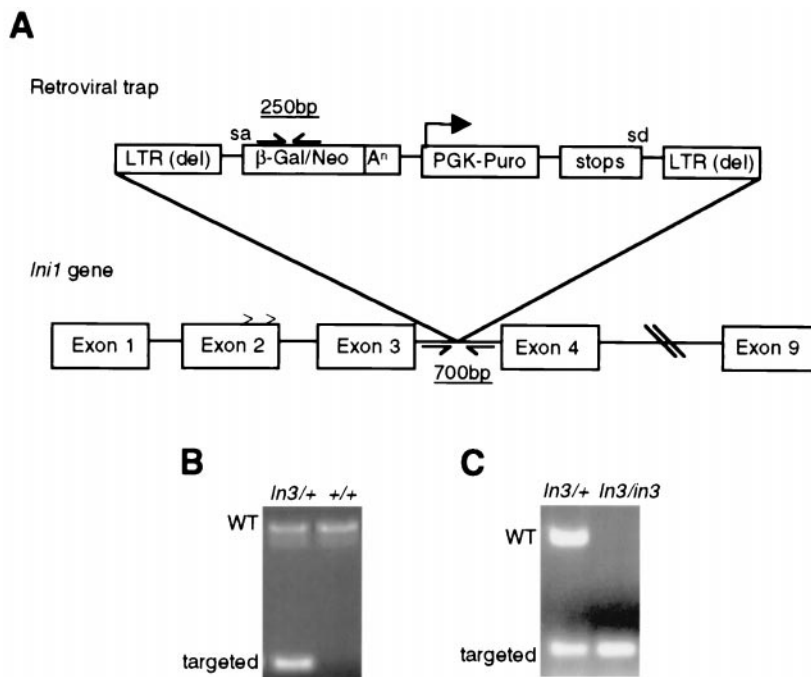 A
Retroviral trap
250bp
sa
sd
LTR (del)
β-Gal/Neo
Aⁿ
PGK-Puro
stops
LTR (del)
Ini1 gene
> >
Exon 1
Exon 2
Exon 3
Exon 4
Exon 9
700bp
B
C
In3/+ +/+
In3/+ In3/in3
WT
WT
targeted
targeted